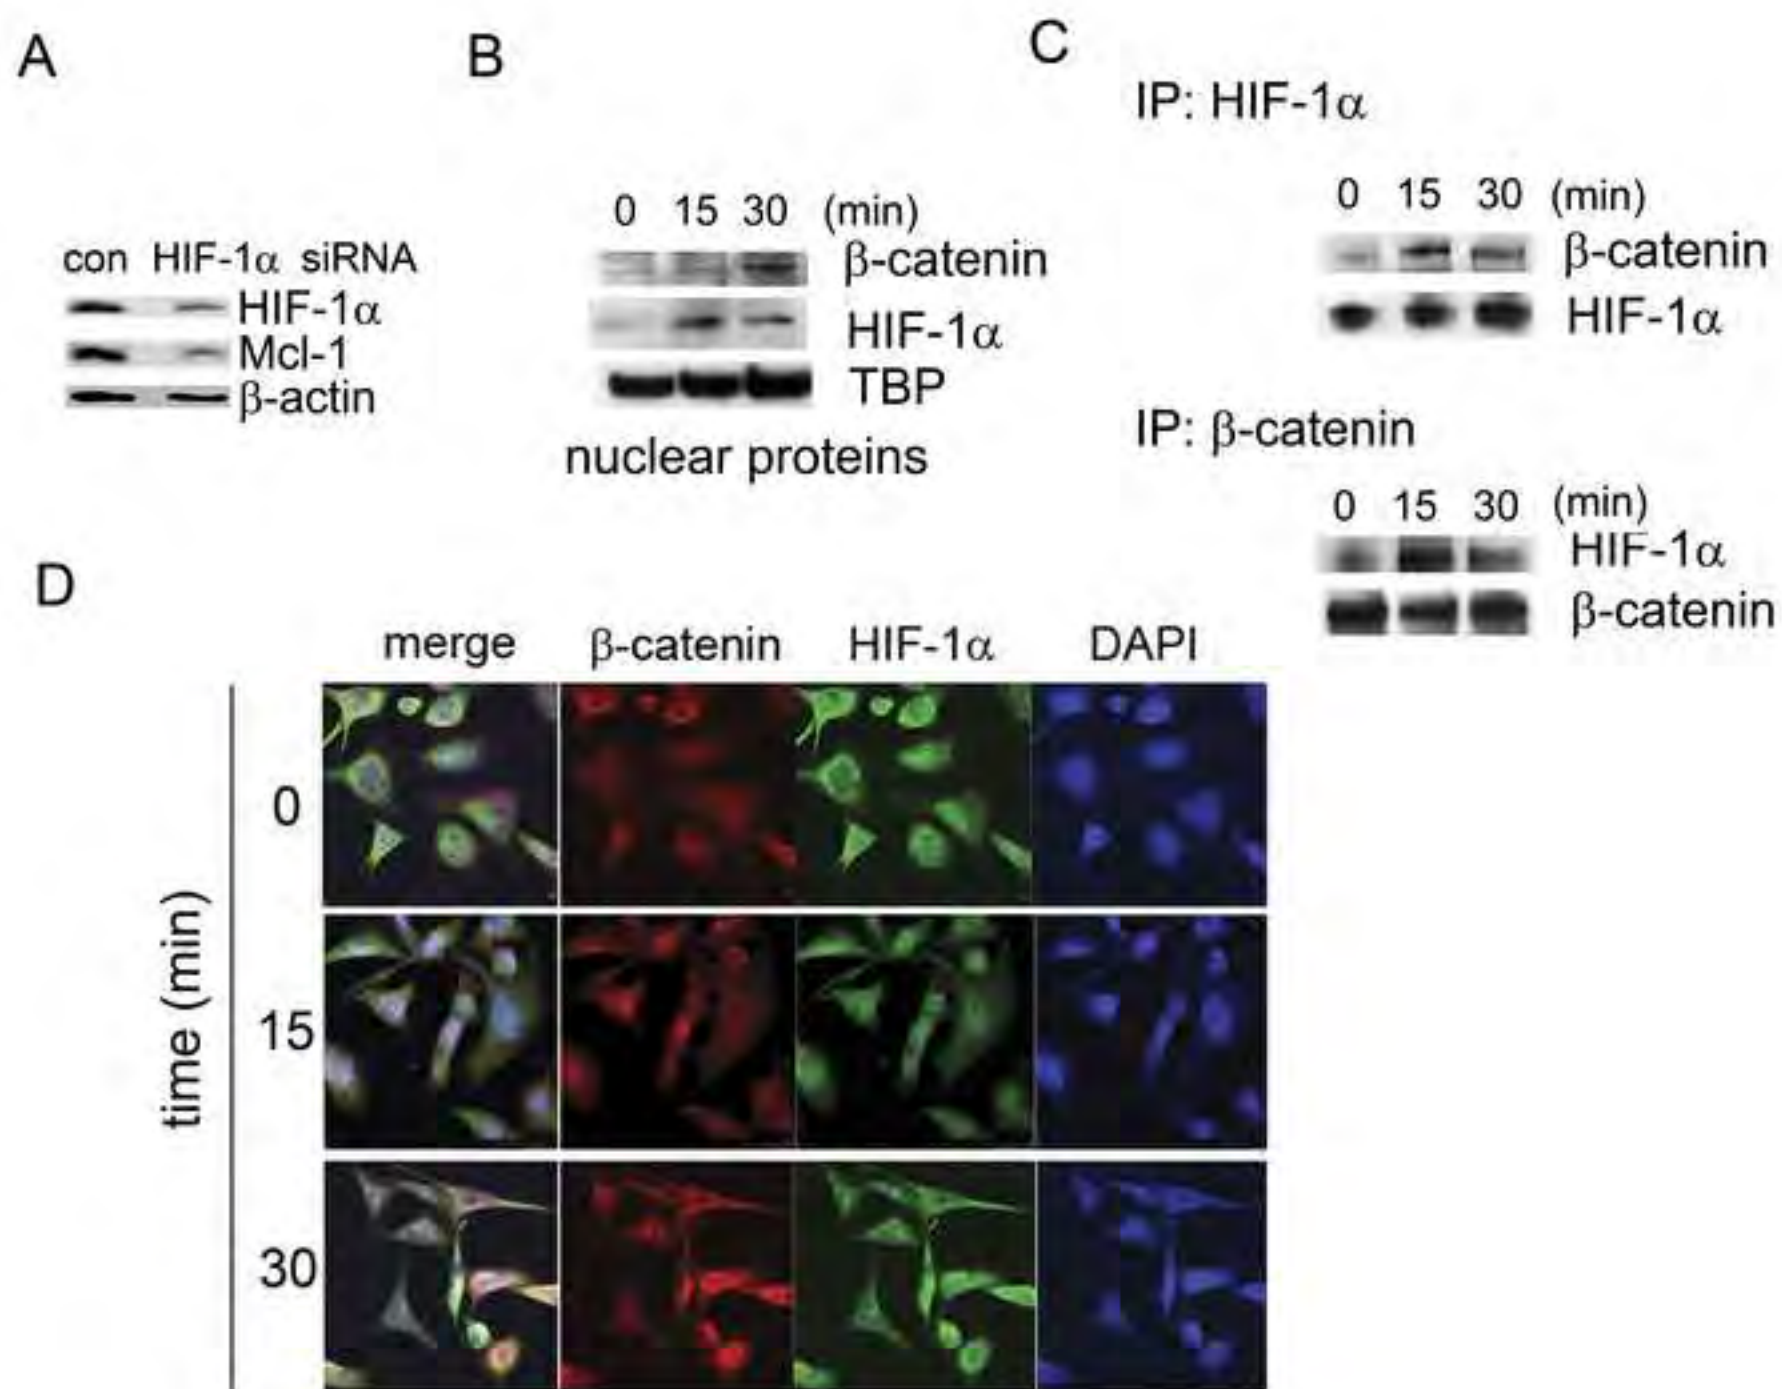 A
con HIF-1α siRNA
HIF-1α
Mcl-1
β-actin
B
0 15 30 (min)
β-catenin
HIF-1α
TBP
nuclear proteins
C
IP: HIF-1α
0 15 30 (min)
β-catenin
HIF-1α
IP: β-catenin
0 15 30 (min)
HIF-1α
β-catenin
D
merge β-catenin HIF-1α DAPI
time (min)
0
15
30